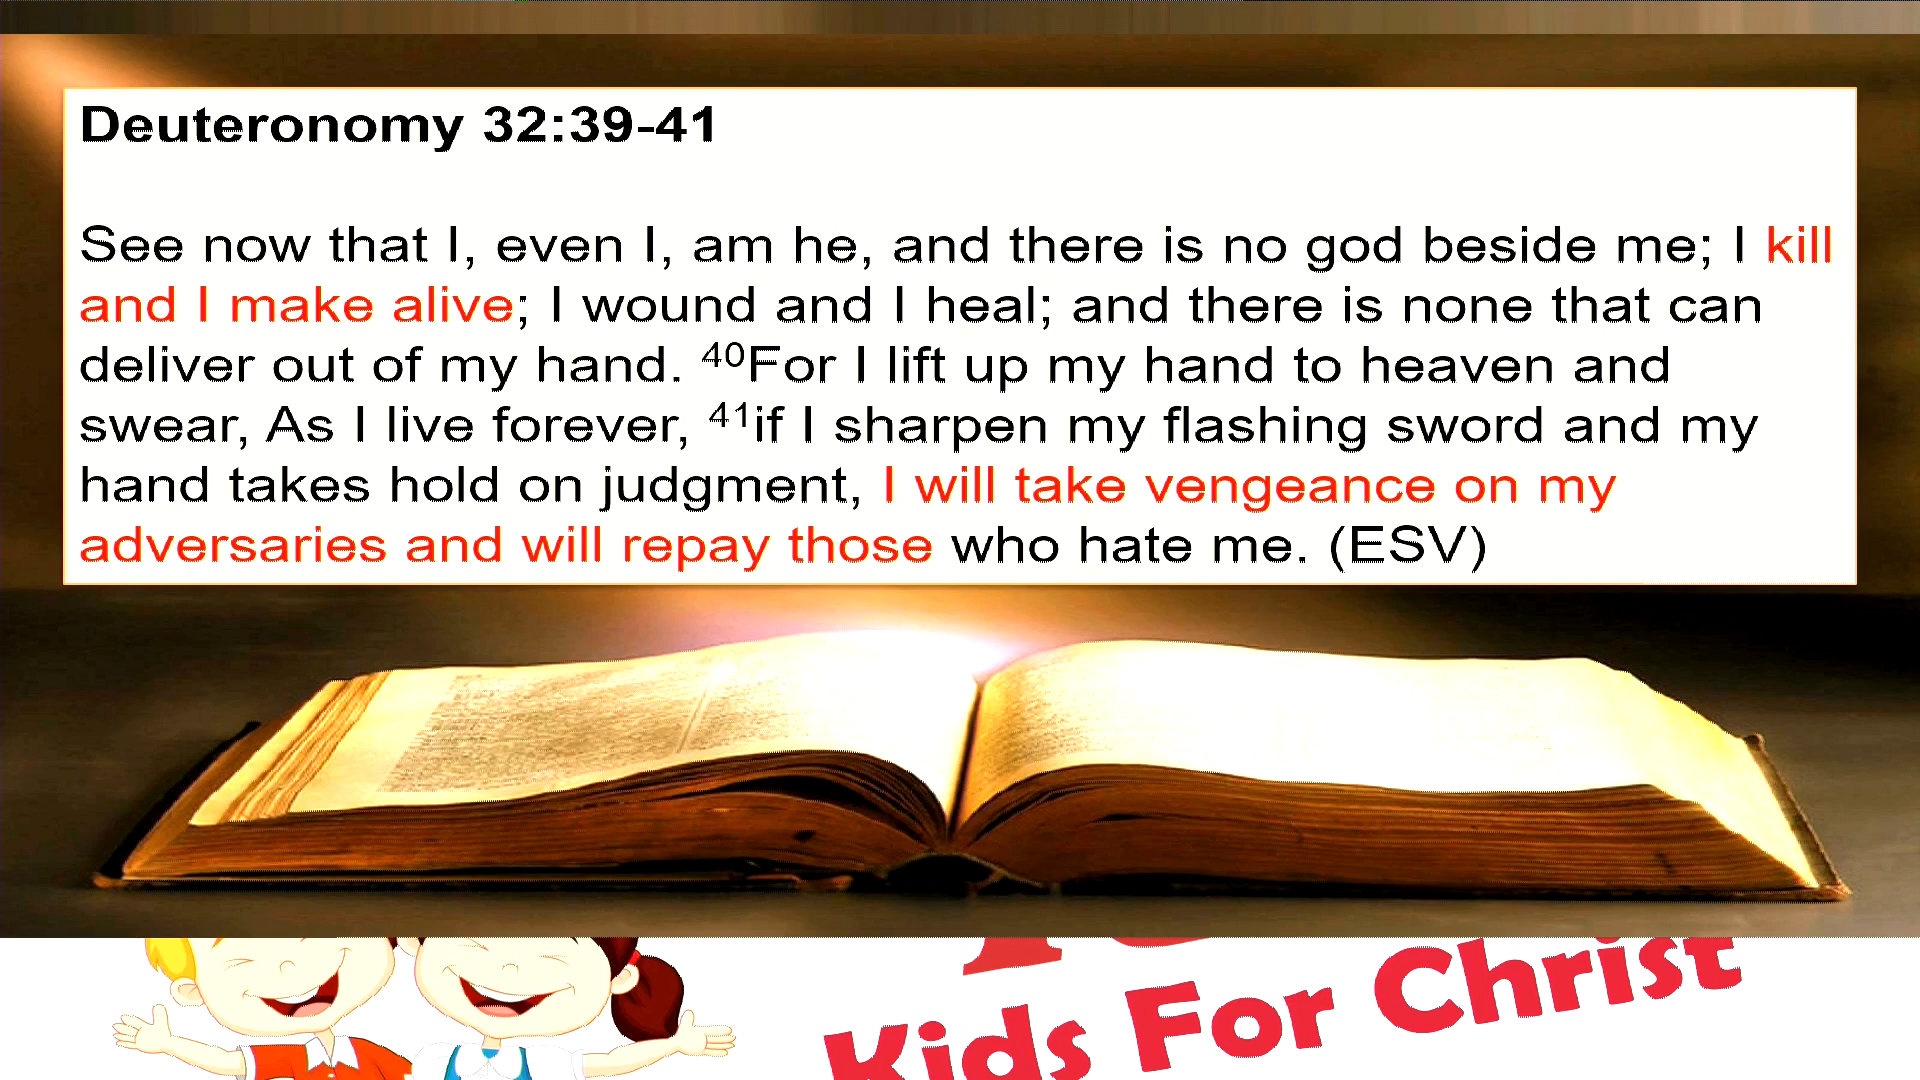 Deuteronomy 32:39-41
See now that I, even I, am he, and there is no god beside me; I kill
and I make alive; I wound and I heal; and there is none that can
deliver out of my hand. 40For I lift up my hand to heaven and
swear, As I live forever, 41if I sharpen my flashing sword and my
hand takes hold on judgment, I will take vengeance on my
adversaries and will repay those who hate me. (ESV)
Kids For Christ